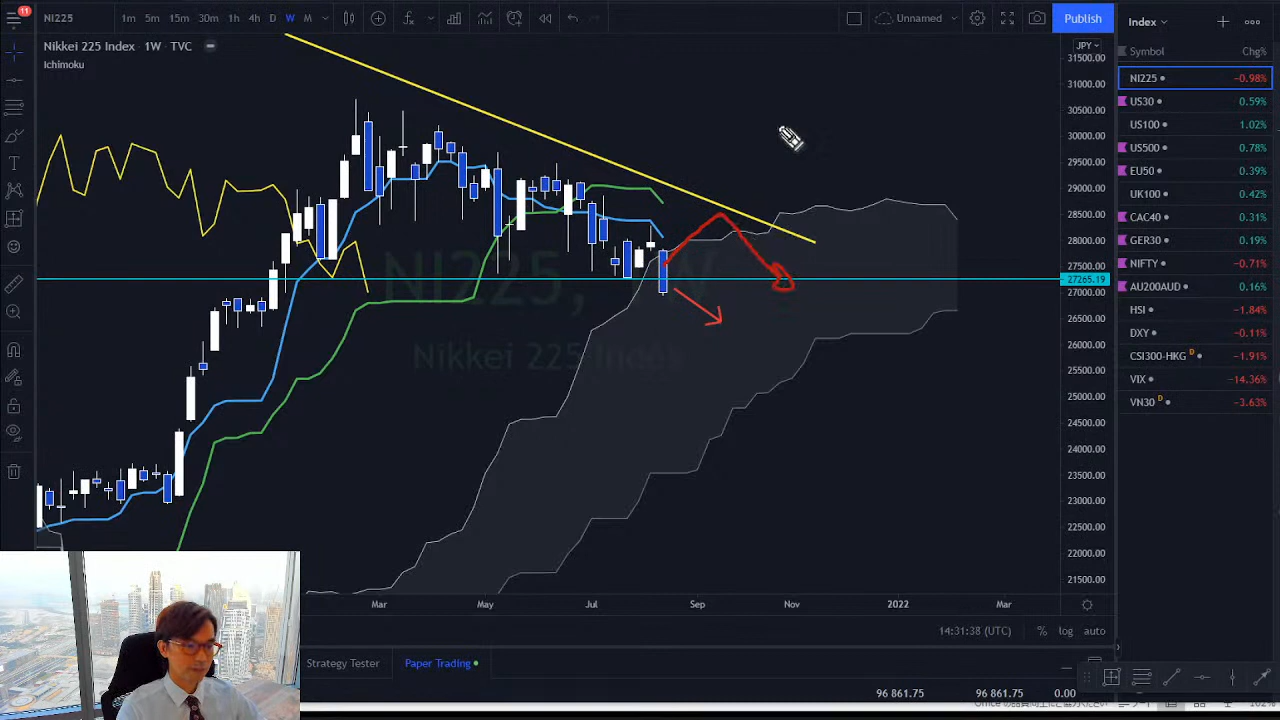 11
NI225
1m 5m 15m 30m 1h 4h D W M
Unnamed
Publish
Index
Nikkei 225 Index · 1W · TVC
Ichimoku
JPY
Symbol Chg%
31500.00
31000.00
30500.00
30000.00
29500.00
29000.00
28500.00
28000.00
27500.00
27265.19
27000.00
26500.00
26000.00
25500.00
25000.00
24500.00
24000.00
23500.00
23000.00
22500.00
22000.00
21500.00
NI225 −0.98%
US30 0.59%
US100 1.02%
US500 0.78%
EU50 0.39%
UK100 0.42%
CAC40 0.31%
GER30 0.19%
NIFTY −0.71%
AU200AUD 0.16%
HSI −1.84%
DXY −0.11%
CSI300-HKG D −1.91%
VIX −14.36%
VN30 D −3.63%
NI225, W
Nikkei 225 Index
Mar May Jul Sep Nov 2022 Mar
14:31:38 (UTC) % log auto
Strategy Tester Paper Trading
96 861.75 96 861.75 0.00
102%